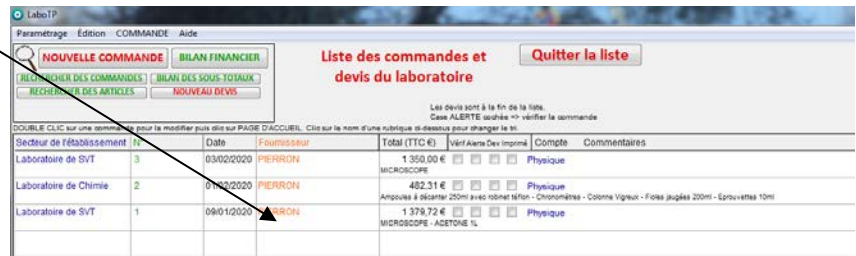 LaboTP
Paramétrage Édition COMMANDE Aide
NOUVELLE COMMANDE BILAN FINANCIER
RECHERCHER DES COMMANDES BILAN DES SOUS-TOTAUX
RECHERCHER DES ARTICLES NOUVEAU DEVIS
Liste des commandes et
devis du laboratoire
Quitter la liste
Les devis sont à la fin de la liste.
Case ALERTE cochée => vérifier la commande
DOUBLE CLIC sur une commande pour la modifier puis clic sur PAGE D'ACCUEIL. Clic sur le nom d'une rubrique ci-dessous pour changer le tri.
Secteur de l'établissement N° Date Fournisseur Total (TTC €) Vérif Alerte Dev Imprimé Compte Commentaires
Laboratoire de SVT 3 03/02/2020 PIERRON 1 350,00 € Physique
MICROSCOPE
Laboratoire de Chimie 2 01/02/2020 PIERRON 482,31 € Physique
Ampoules à décanter 250ml avec robinet téflon - Chronomètres - Colonne Vigreux - Fioles jaugées 200ml - Eprouvettes 10ml
Laboratoire de SVT 1 09/01/2020 PIERRON 1 379,72 € Physique
MICROSCOPE - ACETONE 1L